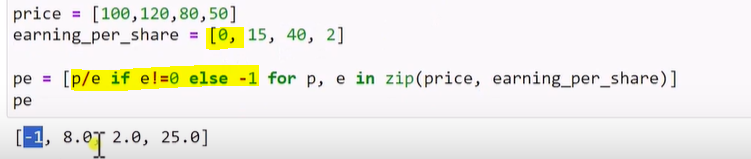 price = [100,120,80,50]
earning_per_share = [0, 15, 40, 2]
pe = [p/e if e!=0 else -1 for p, e in zip(price, earning_per_share)]
pe
[-1, 8.0, 2.0, 25.0]